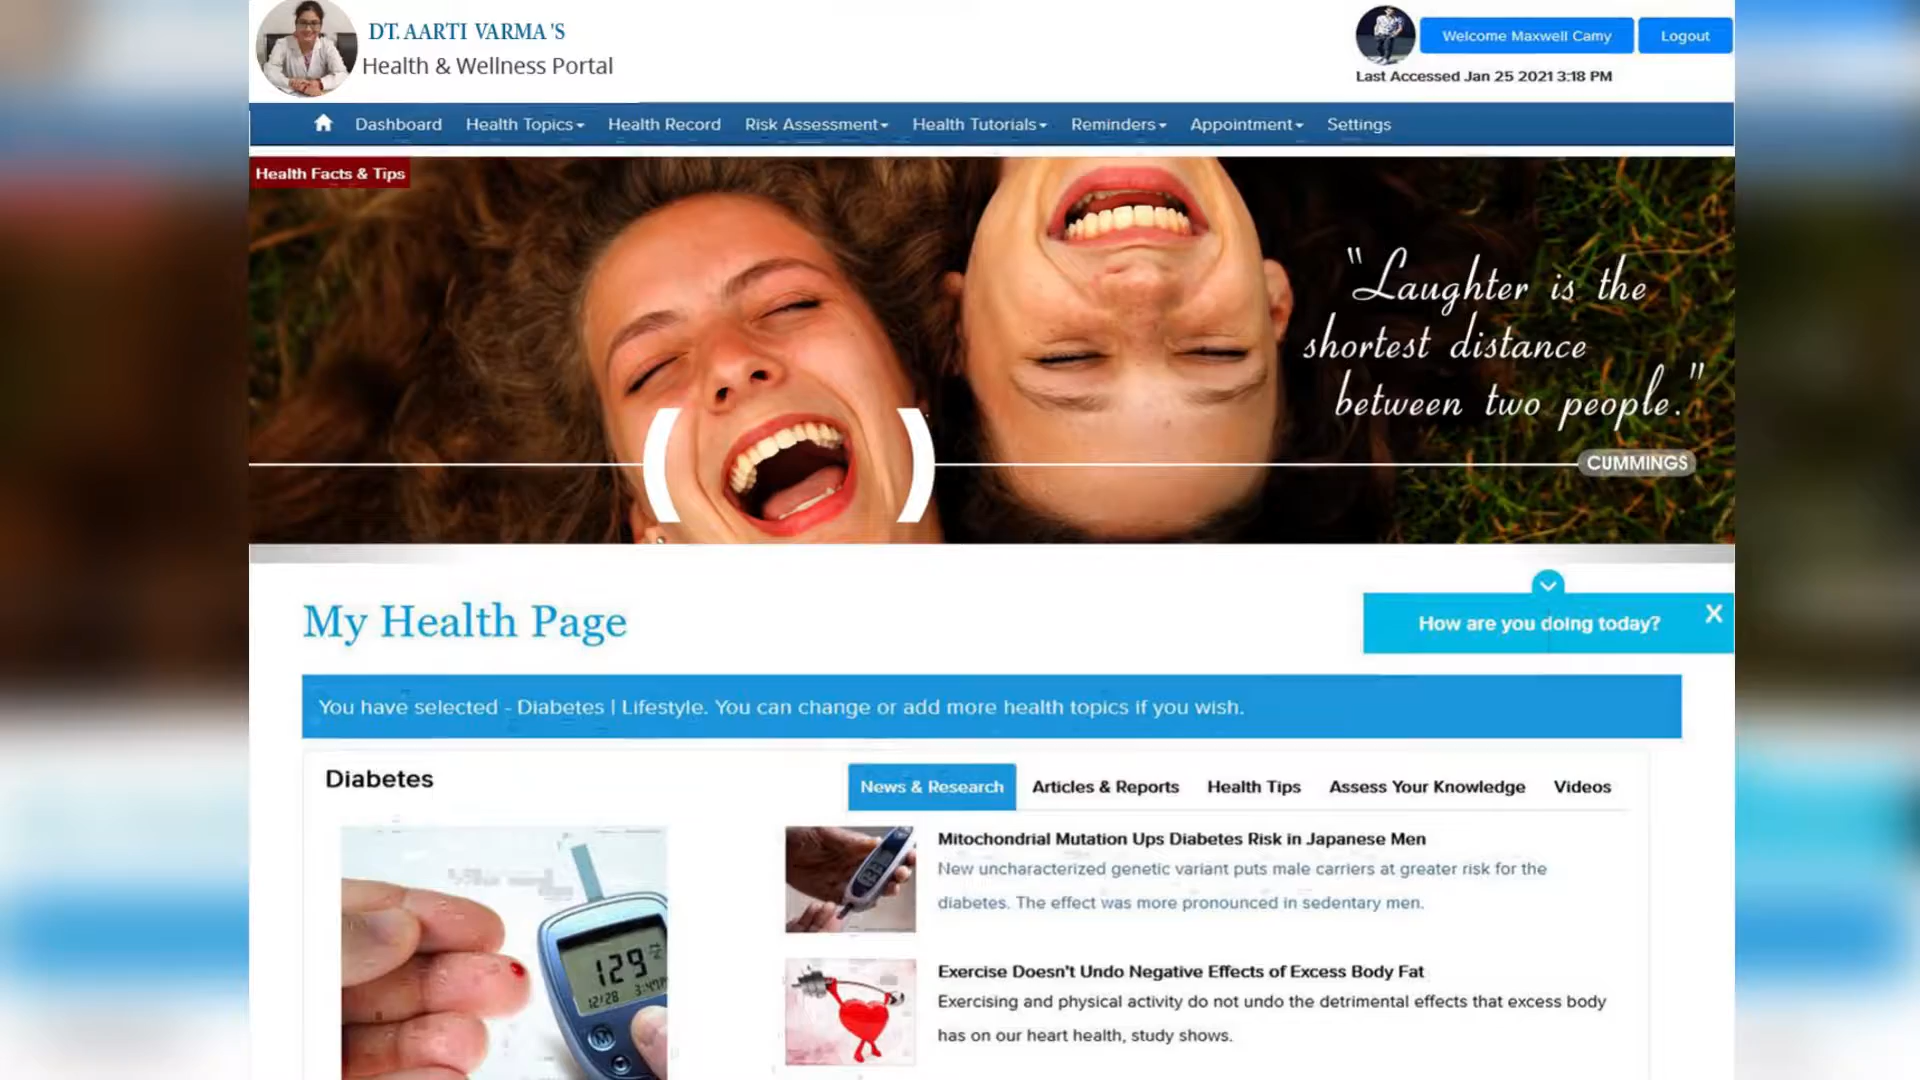 DT. AARTI VARMA'S
Health & Wellness Portal
Welcome Maxwell Camy
Logout
Last Accessed Jan 25 2021 3:18 PM
Dashboard
Health Topics
Health Record
Risk Assessment
Health Tutorials
Reminders
Appointment
Settings
Health Facts & Tips
"Laughter is the
shortest distance
between two people."
CUMMINGS
My Health Page
How are you doing today?
X
You have selected - Diabetes | Lifestyle. You can change or add more health topics if you wish.
Diabetes
News & Research
Articles & Reports
Health Tips
Assess Your Knowledge
Videos
Mitochondrial Mutation Ups Diabetes Risk in Japanese Men
New uncharacterized genetic variant puts male carriers at greater risk for the
diabetes. The effect was more pronounced in sedentary men.
129
12/28
M
Exercise Doesn't Undo Negative Effects of Excess Body Fat
Exercising and physical activity do not undo the detrimental effects that excess body
has on our heart health, study shows.